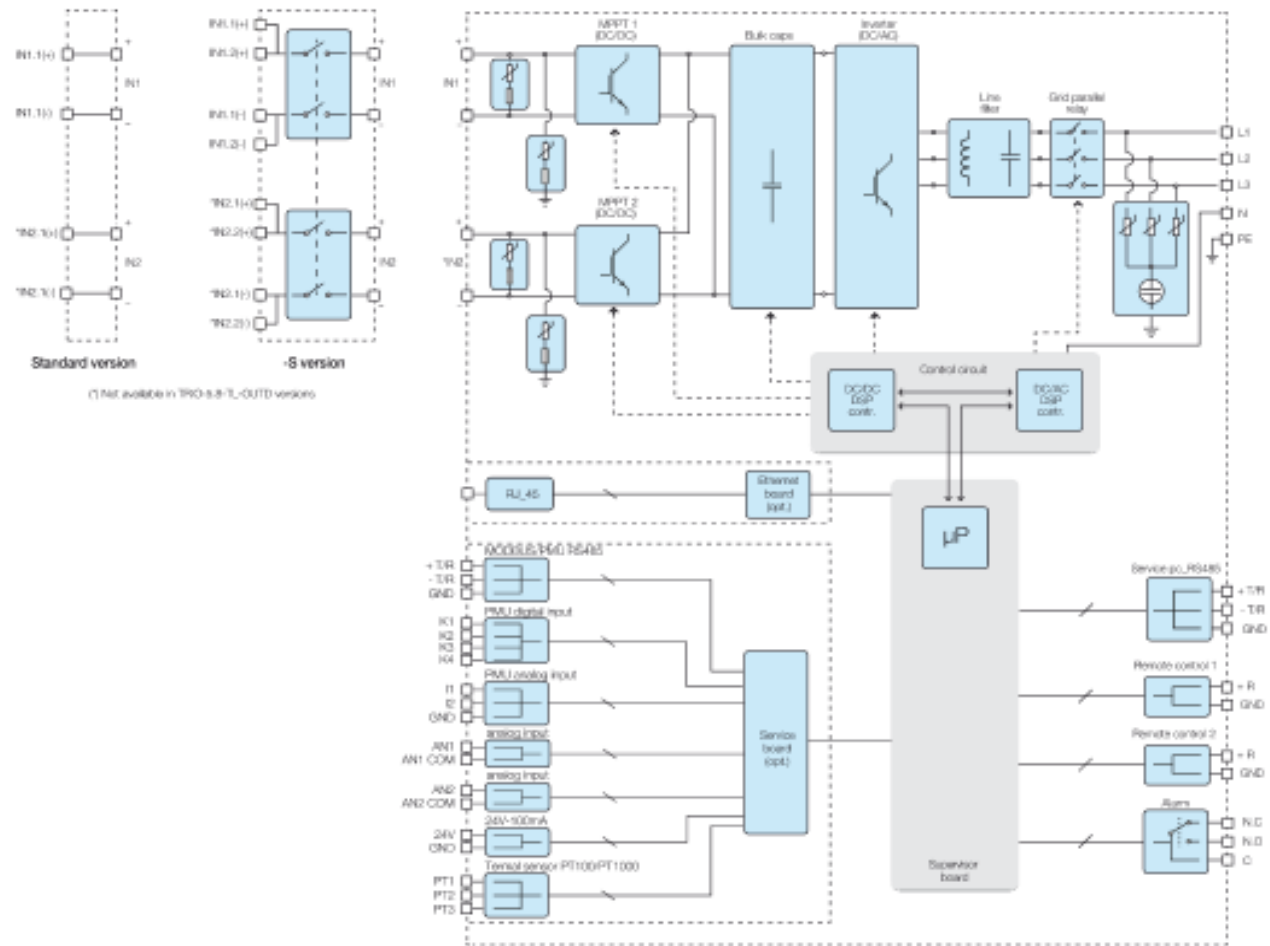 IN1.1(+)
IN1.1(-)
*IN2.1(+)
*IN2.1(-)
+
IN1
-
+
IN2
-
Standard version
IN1.1(+)
IN1.2(+)
IN1.1(-)
IN1.2(-)
*IN2.1(+)
*IN2.2(+)
*IN2.1(-)
*IN2.2(-)
+
IN1
-
+
IN2
-
-S version
(*) Not available in TRIO-5.8-TL-OUTD versions
+
IN1
-
+
*IN2
-
MPPT 1
(DC/DC)
MPPT 2
(DC/DC)
Bulk caps
Inverter
(DC/AC)
Line
filter
Grid parallel
relay
L1
L2
L3
N
PE
Control circuit
DC/DC
DSP
contr.
DC/AC
DSP
contr.
RJ_45
Ethernet
board
(opt.)
µP
Supervisor
board
MODBUS/PMU RS485
+ T/R
- T/R
GND
PMU digital input
K1
K2
K3
K4
PMU analog input
I1
I2
GND
analog input
AN1
AN1 COM
analog input
AN2
AN2 COM
24V-100mA
24V
GND
Termal sensor PT100/PT1000
PT1
PT2
PT3
Service
board
(opt.)
Service pc_RS485
+ T/R
- T/R
GND
Remote control 1
+ R
GND
Remote control 2
+ R
GND
Alarm
N.C
N.O
C